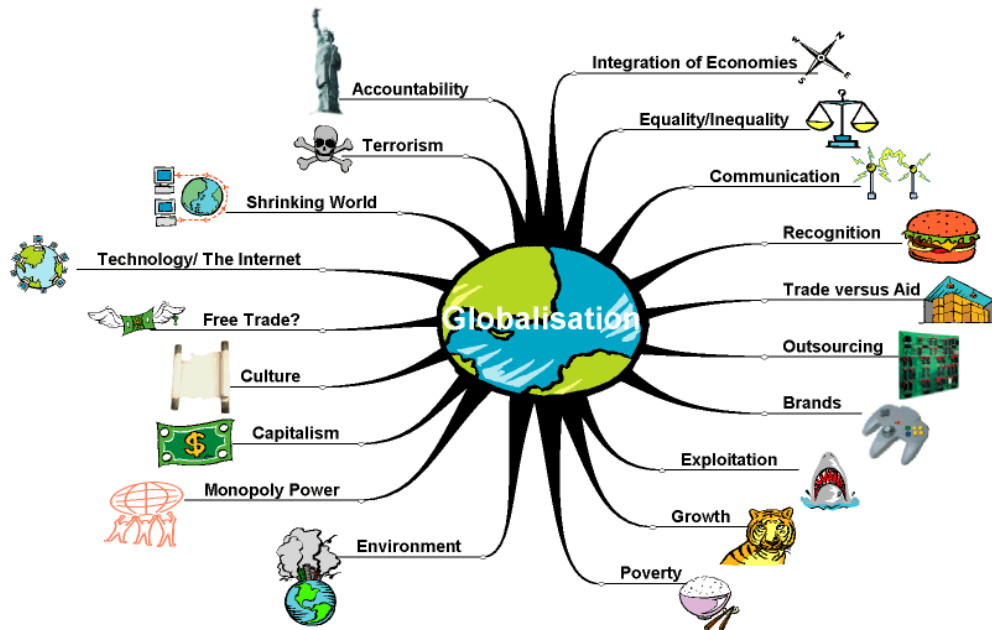 Integration of Economies
Accountability
Equality/Inequality
Terrorism
Communication
Shrinking World
Recognition
Technology/ The Internet
Trade versus Aid
Free Trade?
Globalisation
Outsourcing
Culture
Brands
Capitalism
Exploitation
Monopoly Power
Growth
Environment
Poverty
N
W
E
S
$